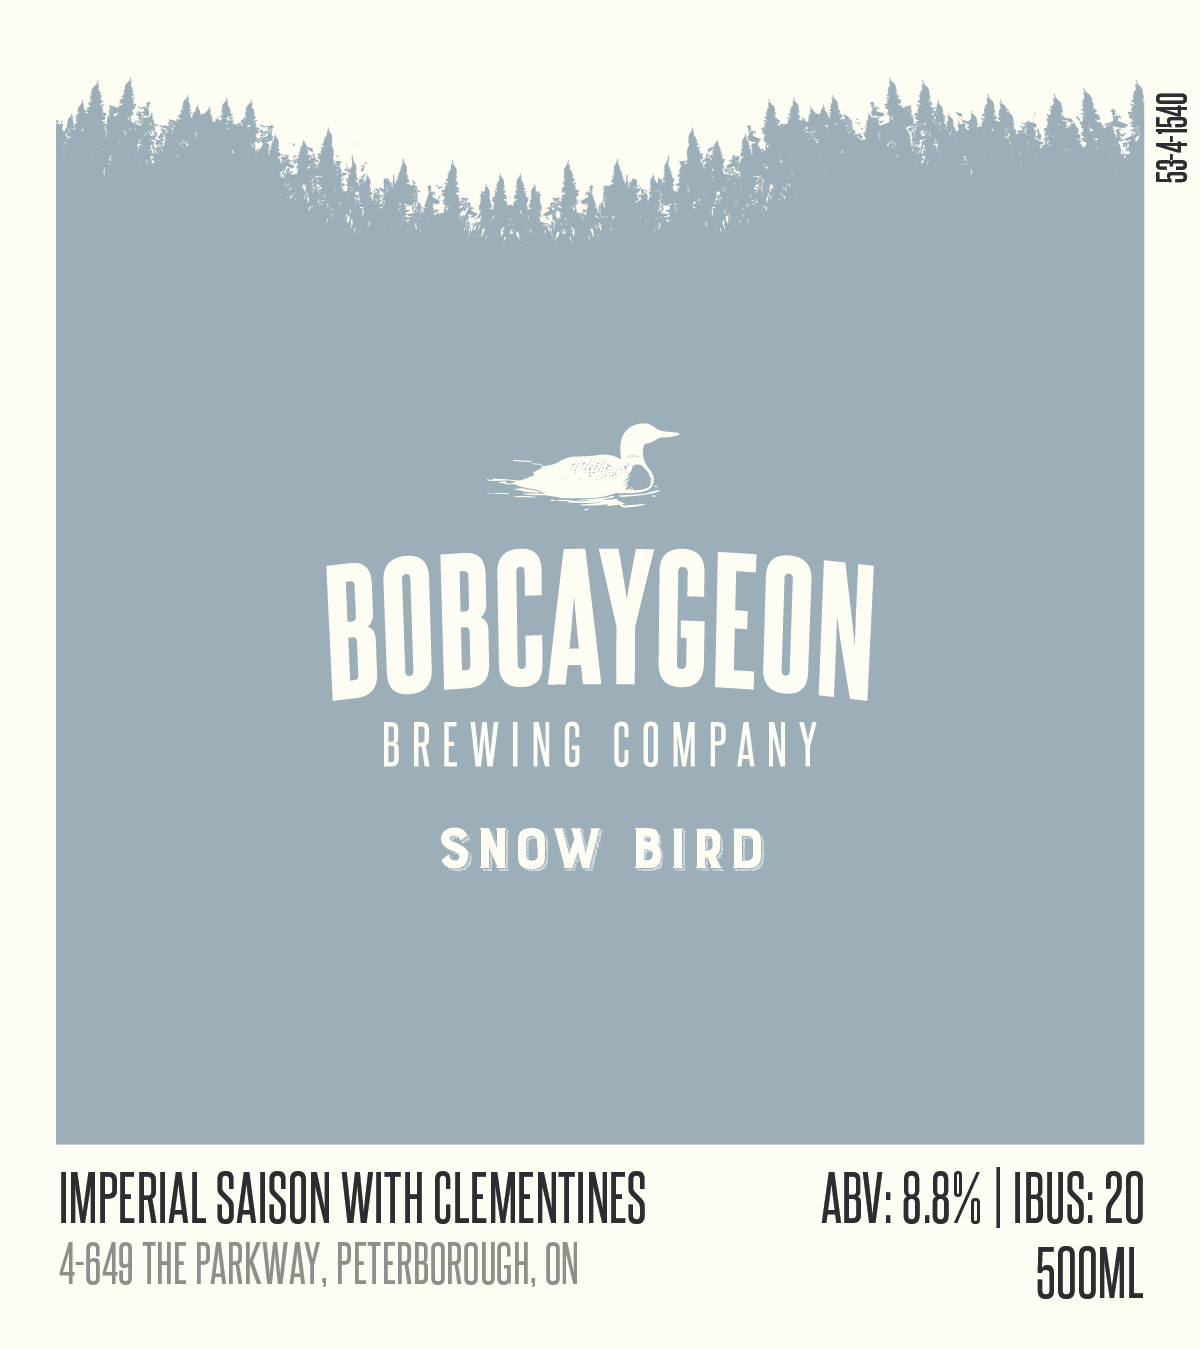 53-4-1540
BOBCAYGEON
BREWING COMPANY
SNOW BIRD
IMPERIAL SAISON WITH CLEMENTINES
ABV: 8.8% | IBUS: 20
4-649 THE PARKWAY, PETERBOROUGH, ON
500ML